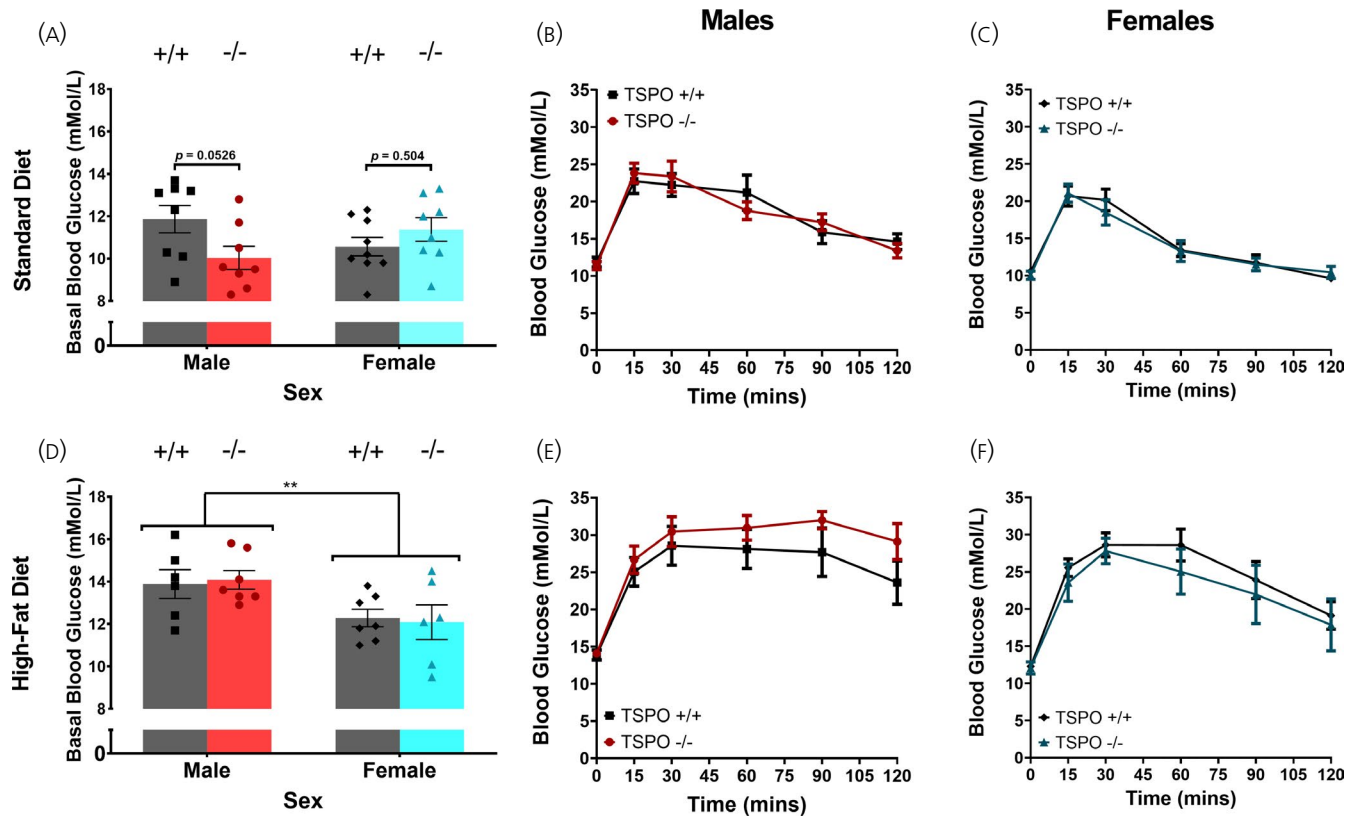 Males
Females
(A)
+/+
-/-
+/+
-/-
Standard Diet
Basal Blood Glucose (mMol/L)
18
16
14
12
10
8
0
p = 0.0526
p = 0.504
Male
Female
Sex
(B)
Blood Glucose (mMol/L)
35
30
25
20
15
10
5
0
TSPO +/+
TSPO -/-
0 15 30 45 60 75 90 105 120
Time (mins)
(C)
Blood Glucose (mMol/L)
35
30
25
20
15
10
5
0
TSPO +/+
TSPO -/-
0 15 30 45 60 75 90 105 120
Time (mins)
(D)
+/+
-/-
+/+
-/-
High-Fat Diet
Basal Blood Glucose (mMol/L)
18
16
14
12
10
8
0
**
Male
Female
Sex
(E)
Blood Glucose (mMol/L)
35
30
25
20
15
10
5
0
TSPO +/+
TSPO -/-
0 15 30 45 60 75 90 105 120
Time (mins)
(F)
Blood Glucose (mMol/L)
35
30
25
20
15
10
5
0
TSPO +/+
TSPO -/-
0 15 30 45 60 75 90 105 120
Time (mins)